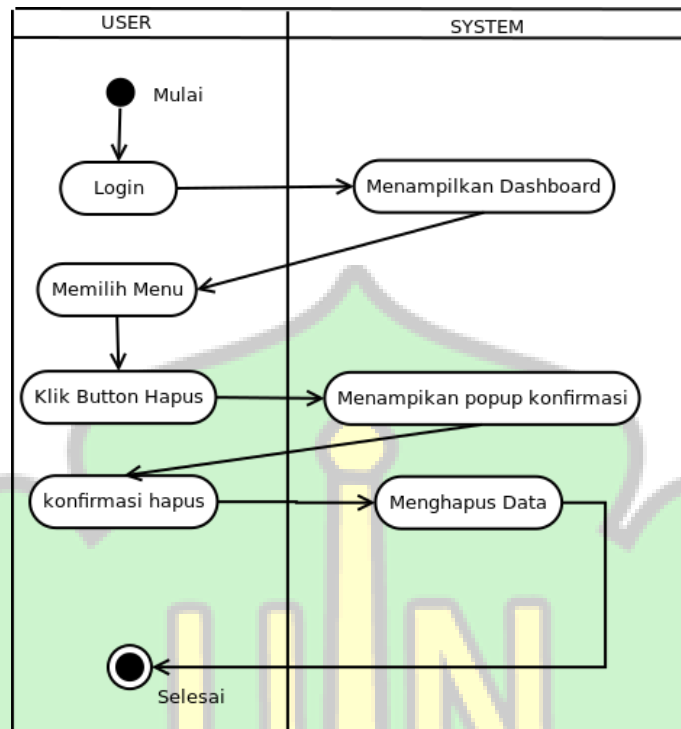 USER
SYSTEM
Mulai
Login
Menampilkan Dashboard
Memilih Menu
Klik Button Hapus
Menampikan popup konfirmasi
konfirmasi hapus
Menghapus Data
Selesai
UIN